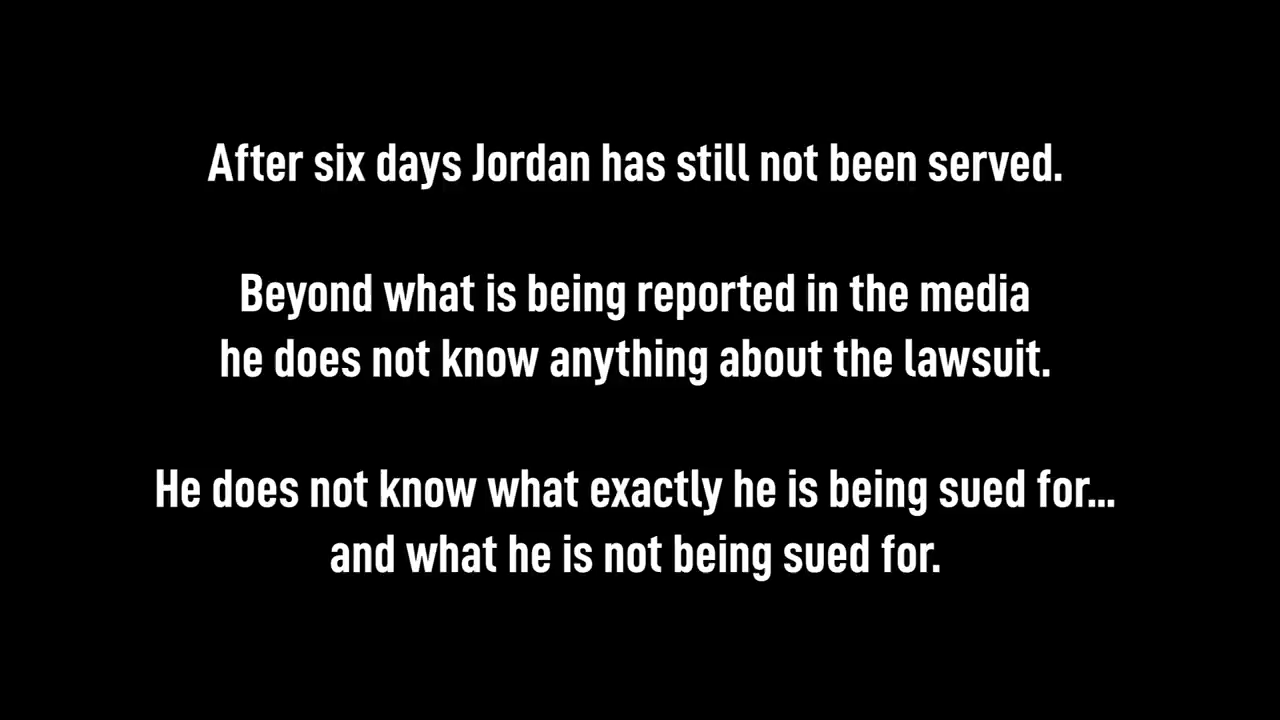 After six days Jordan has still not been served.
Beyond what is being reported in the media
he does not know anything about the lawsuit.
He does not know what exactly he is being sued for...
and what he is not being sued for.